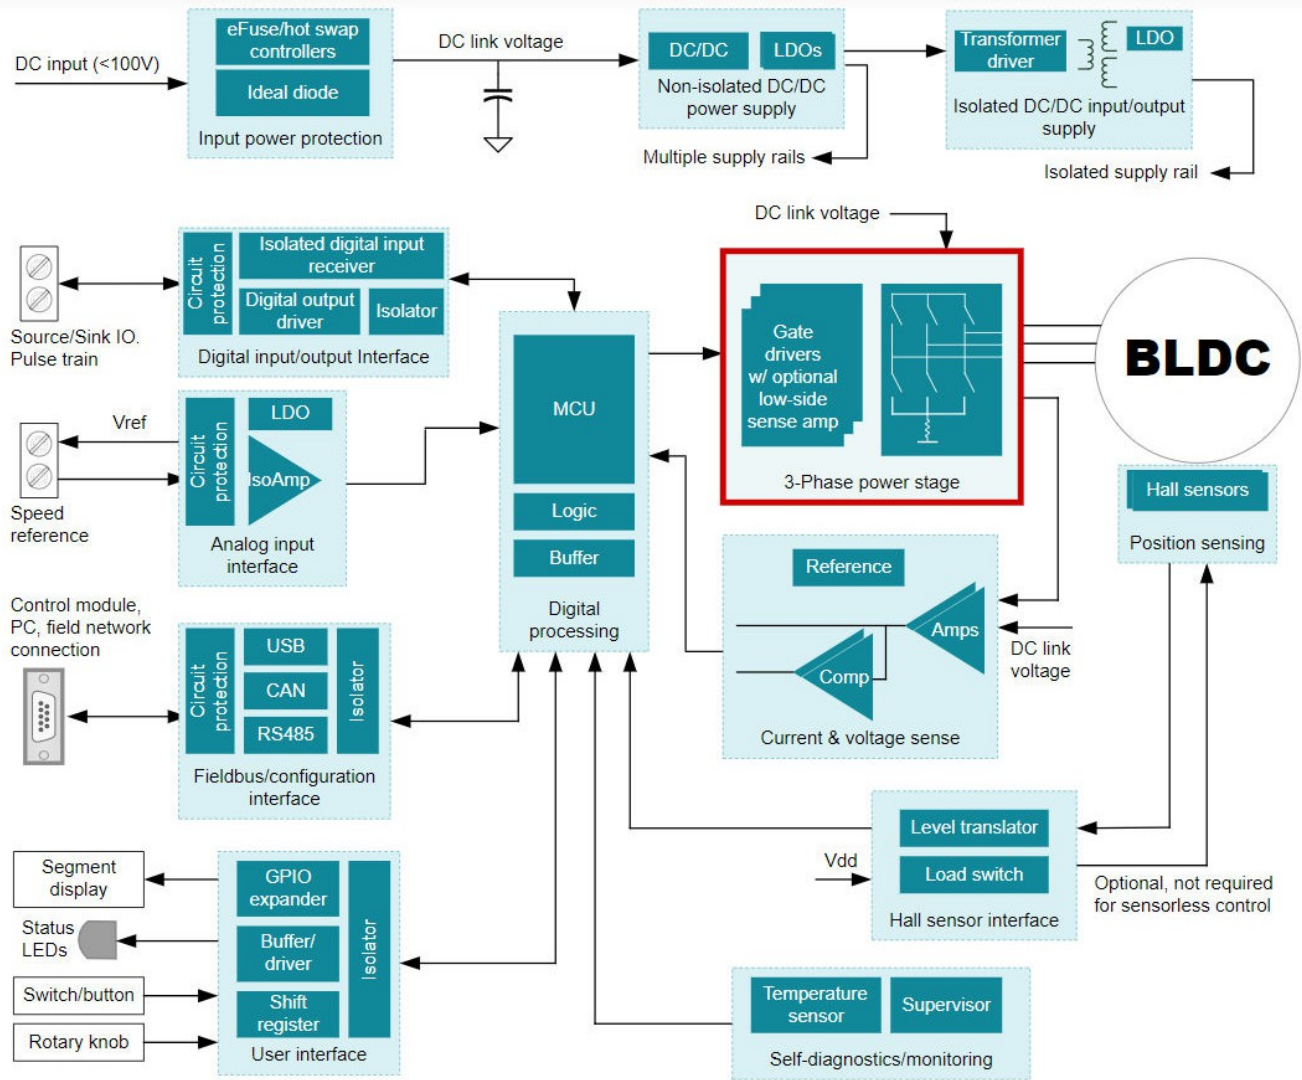 DC input (<100V)
eFuse/hot swap
controllers
Ideal diode
Input power protection
DC link voltage
DC/DC
LDOs
Non-isolated DC/DC
power supply
Multiple supply rails
Transformer
driver
LDO
Isolated DC/DC input/output
supply
Isolated supply rail
Source/Sink IO.
Pulse train
Circuit
protection
Isolated digital input
receiver
Digital output
driver
Isolator
Digital input/output Interface
Vref
Speed
reference
Circuit
protection
LDO
IsoAmp
Analog input
interface
Control module,
PC, field network
connection
Circuit
protection
USB
CAN
RS485
Isolator
Fieldbus/configuration
interface
Segment
display
Status
LEDs
Switch/button
Rotary knob
GPIO
expander
Buffer/
driver
Shift
register
Isolator
User interface
MCU
Logic
Buffer
Digital
processing
DC link voltage
Gate
drivers
w/ optional
low-side
sense amp
3-Phase power stage
BLDC
Hall sensors
Position sensing
Reference
Amps
Comp
DC link
voltage
Current & voltage sense
Vdd
Level translator
Load switch
Hall sensor interface
Optional, not required
for sensorless control
Temperature
sensor
Supervisor
Self-diagnostics/monitoring